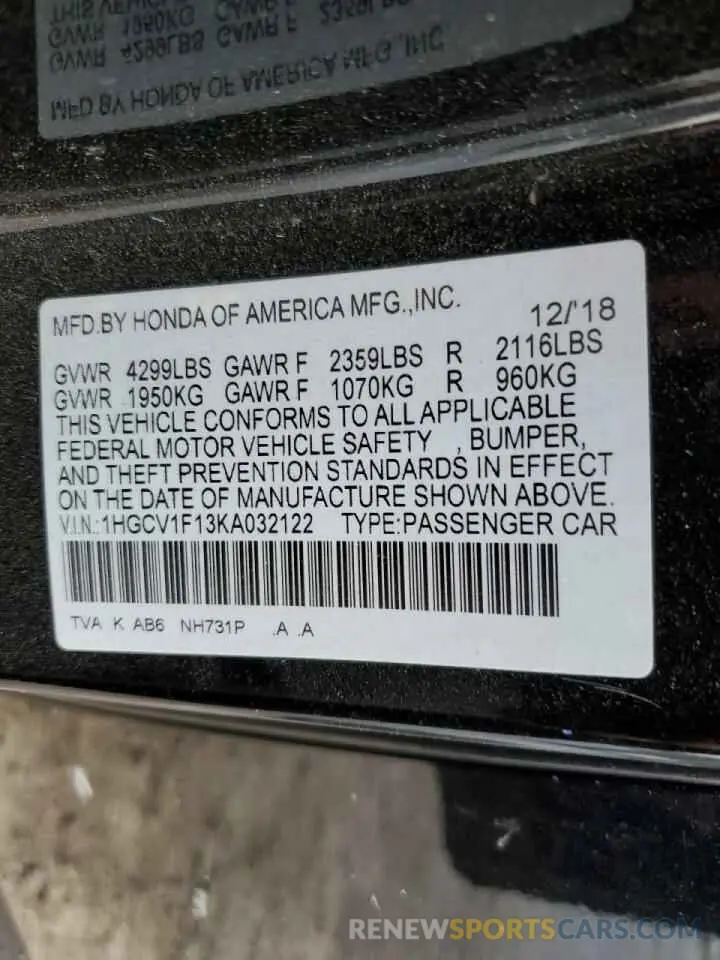 MFD.BY HONDA OF AMERICA MFG.,INC. 12/'18
GVWR 4299LBS GAWR F 2359LBS R 2116LBS
GVWR 1950KG GAWR F 1070KG R 960KG
THIS VEHICLE CONFORMS TO ALL APPLICABLE
FEDERAL MOTOR VEHICLE SAFETY , BUMPER,
AND THEFT PREVENTION STANDARDS IN EFFECT
ON THE DATE OF MANUFACTURE SHOWN ABOVE.
V.I.N.:1HGCV1F13KA032122 TYPE:PASSENGER CAR
TVA K AB6 NH731P .A .A
RENEWSPORTSCARS.COM